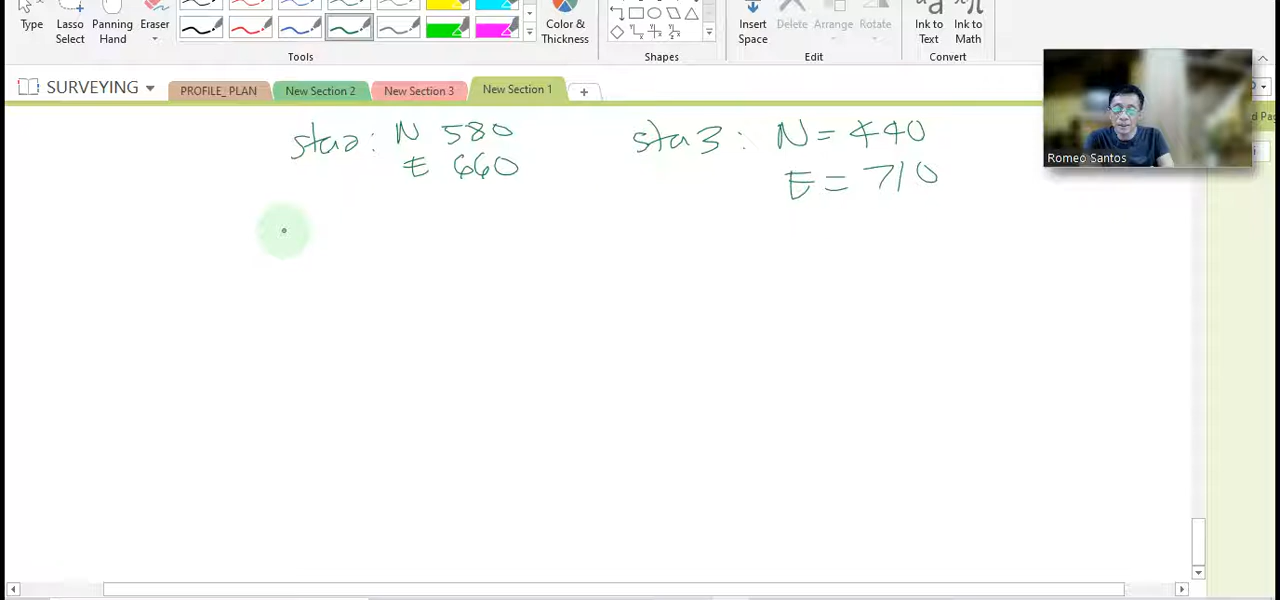 Type
Lasso Select
Panning Hand
Eraser
Color & Thickness
Insert Space
Delete
Arrange
Rotate
Ink to Text
Ink to Math
Tools
Shapes
Edit
Convert
SURVEYING
PROFILE_ PLAN
New Section 2
New Section 3
New Section 1
Romeo Santos
sta 2 : N 580
E 660
sta 3 : N = 440
E = 710